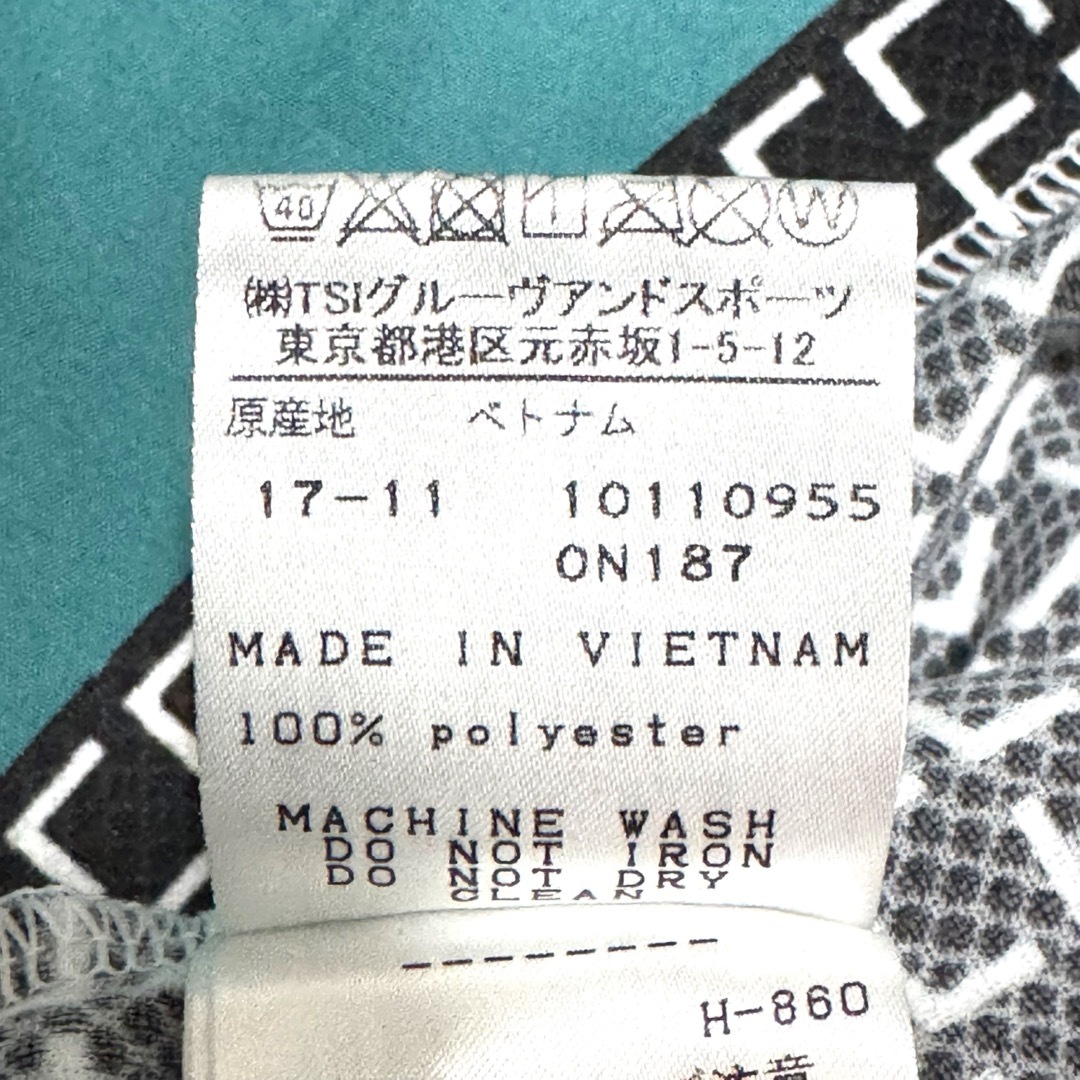 40
W
㈱TSIグルーヴアンドスポーツ
東京都港区元赤坂1-5-12
原産地 ベトナム
17-11 10110955
0N187
MADE IN VIETNAM
100% polyester
MACHINE WASH
DO NOT IRON
DO NOT DRY
CLEAN
--------
H-860